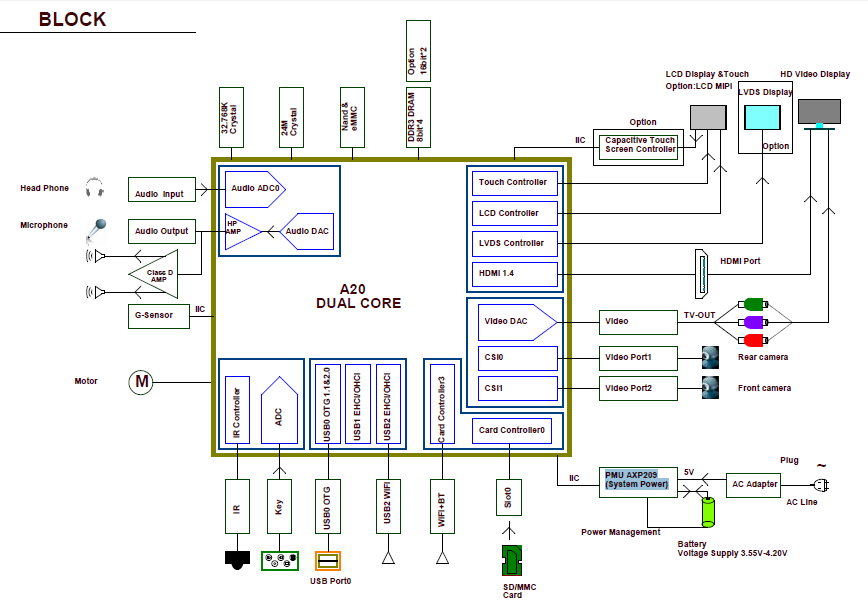 BLOCK
Option
16bit*2
32.768K
Crystal
24M
Crystal
Nand &
eMMC
DDR3 DRAM
8bit*4
LCD Display &Touch
Option:LCD MIPI
HD Video Display
LVDS Display
Option
Option
IIC
Capacitive Touch
Screen Controller
Head Phone
Audio Input
Audio ADC0
Microphone
Audio Output
HP
AMP
Audio DAC
Class D
AMP
G-Sensor
IIC
A20
DUAL CORE
Touch Controller
LCD Controller
LVDS Controller
HDMI 1.4
HDMI Port
Video DAC
Video
TV-OUT
CSI0
Video Port1
Rear camera
CSI1
Video Port2
Front camera
Motor
M
IR Controller
ADC
USB0 OTG 1.1&2.0
USB1 EHCI/OHCI
USB2 EHCI/OHCI
Card Controller3
Card Controller0
IR
Key
USB0 OTG
USB2 WIFI
WIFI+BT
Slot0
USB Port0
SD/MMC
Card
IIC
PMU AXP209
(System Power)
5V
AC Adapter
Plug
~
AC Line
Power Management
Battery
Voltage Supply 3.55V-4.20V